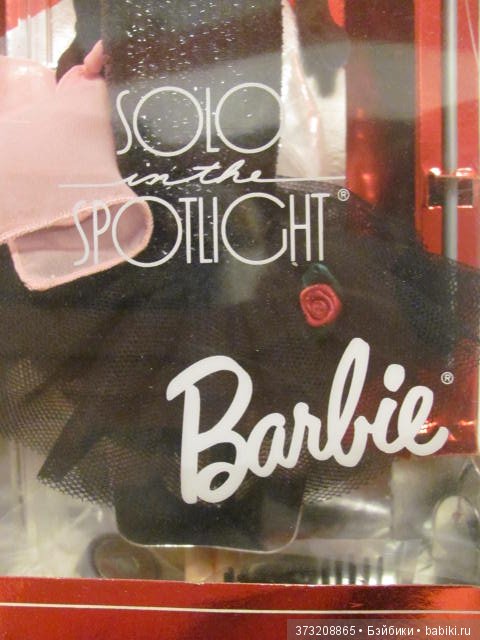 SOLO
in the
SPOTLIGHT®
Barbie®
373208865 • Бэйбики / babiki.ru